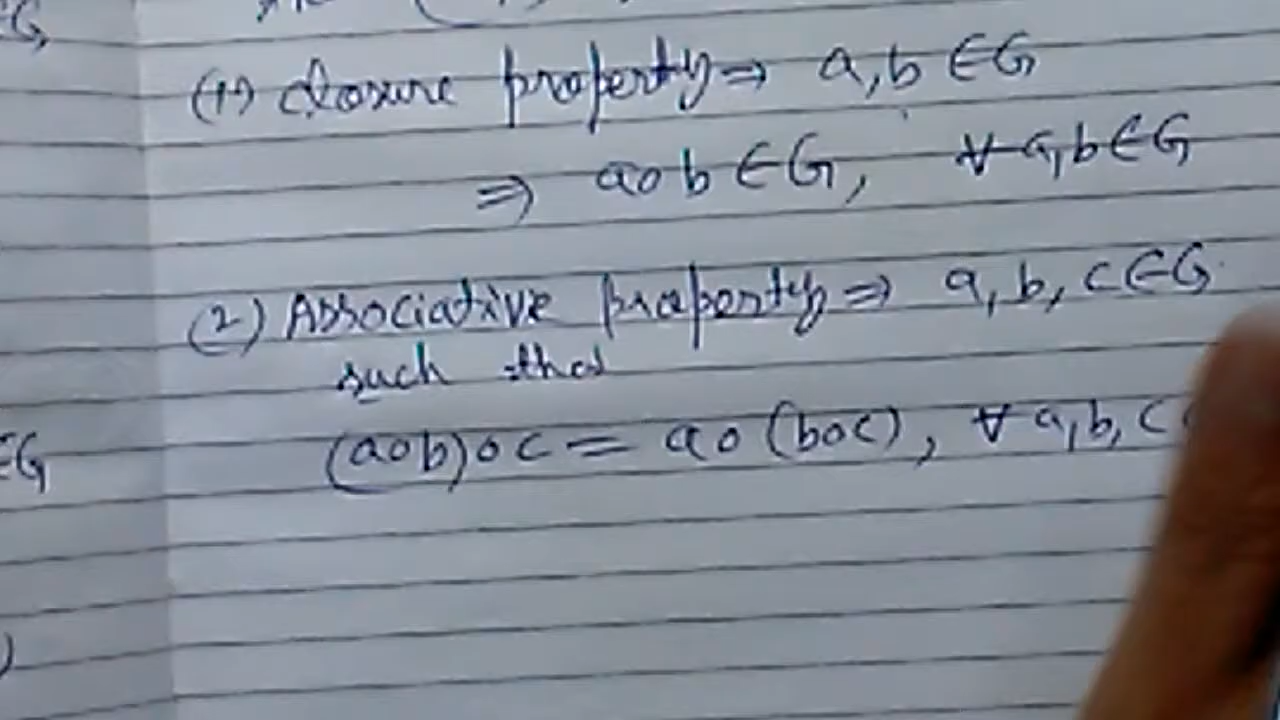 (1) closure property ⇒ a, b ∈ G
⇒ a o b ∈ G, ∀ a, b ∈ G
(2) Associative property ⇒ a, b, c ∈ G
such that
(a o b) o c = a o (b o c), ∀ a, b, c
∈ G